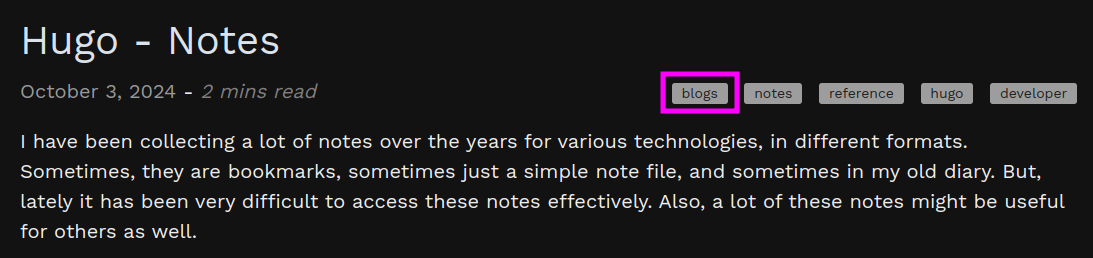 Hugo - Notes
October 3, 2024 - 2 mins read blogs notes reference hugo developer
I have been collecting a lot of notes over the years for various technologies, in different formats.
Sometimes, they are bookmarks, sometimes just a simple note file, and sometimes in my old diary. But,
lately it has been very difficult to access these notes effectively. Also, a lot of these notes might be useful
for others as well.